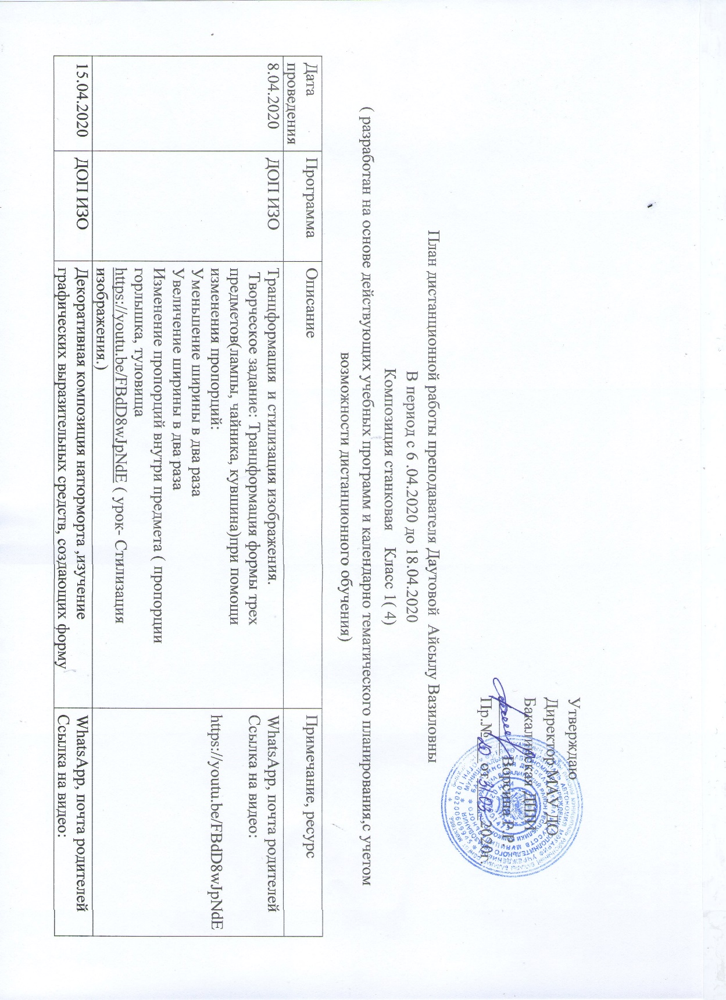 Утверждаю
Директор МАУ ДО
Бакалинская ДШИ
Ворсина Г.Р.
Пр.№ от 31.03. 2020г.
План дистанционной работы преподавателя Даутовой Айсылу Вазиловны
В период с 6 .04.2020 до 18.04.2020
Композиция станковая Класс 1( 4)
( разработан на основе действующих учебных программ и календарно тематического планирования,с учетом
возможности дистанционного обучения)
Дата
проведения
Программа
Описание
Примечание, ресурс
8.04.2020
ДОП ИЗО
Транцформация и стилизация изображения.
Творческое задание: Транцформация формы трех
предметов(лампы, чайника, кувшина)при помощи
изменения пропорций:
Уменьшение ширины в два раза
Увеличение ширины в два раза
Изменение пропорций внутри предмета ( пропорции
горлышка, туловища
https://youtu.be/FBdD8wJpNdE ( урок- Стилизация
изображения.)
WhatsApp, почта родителей
Ссылка на видео:
https://youtu.be/FBdD8wJpNdE
15.04.2020
ДОП ИЗО
Декоративная композиция натюрморта ,изучение
графических выразительных средств, создающих форму
WhatsApp, почта родителей
Ссылка на видео: